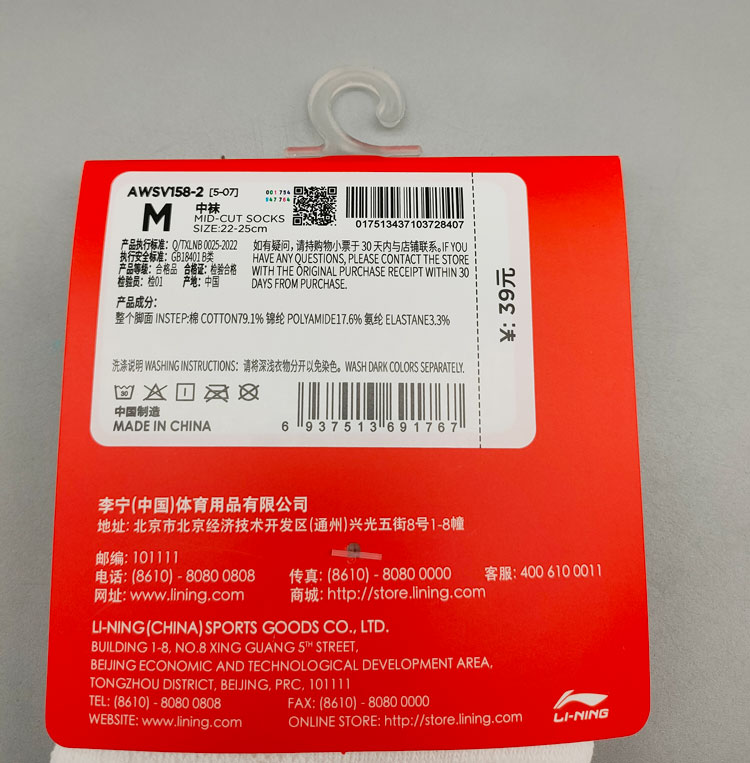 AWSV158-2 [5-07]
M 中袜
MID-CUT SOCKS
SIZE:22-25cm
001794
547764
017513437103728407
产品执行标准: Q/TXLNB 0025-2022
执行安全标准: GB18401 B类
产品等级: 合格品 合格证: 检验合格
检验员: 检01 产地: 中国
如有疑问，请持购物小票于 30 天内与店铺联系。IF YOU
HAVE ANY QUESTIONS, PLEASE CONTACT THE STORE
WITH THE ORIGINAL PURCHASE RECEIPT WITHIN 30
DAYS FROM PURCHASE.
产品成分:
整个脚面 INSTEP:棉 COTTON79.1% 锦纶 POLYAMIDE17.6% 氨纶 ELASTANE3.3%
洗涤说明 WASHING INSTRUCTIONS: 请将深浅衣物分开以免染色。WASH DARK COLORS SEPARATELY.
30
中国制造
MADE IN CHINA
6 937513 691767
¥: 39元
李宁(中国)体育用品有限公司
地址: 北京市北京经济技术开发区(通州)兴光五街8号1-8幢
邮编: 101111
电话: (8610) - 8080 0808 传真: (8610) - 8080 0000 客服: 400 610 0011
网址: www.lining.com 商城: http://store.lining.com
LI-NING(CHINA)SPORTS GOODS CO., LTD.
BUILDING 1-8, NO.8 XING GUANG 5TH STREET,
BEIJING ECONOMIC AND TECHNOLOGICAL DEVELOPMENT AREA,
TONGZHOU DISTRICT, BEIJING, PRC, 101111
TEL: (8610) - 8080 0808 FAX: (8610) - 8080 0000
WEBSITE: www.lining.com ONLINE STORE: http://store.lining.com
LI-NING